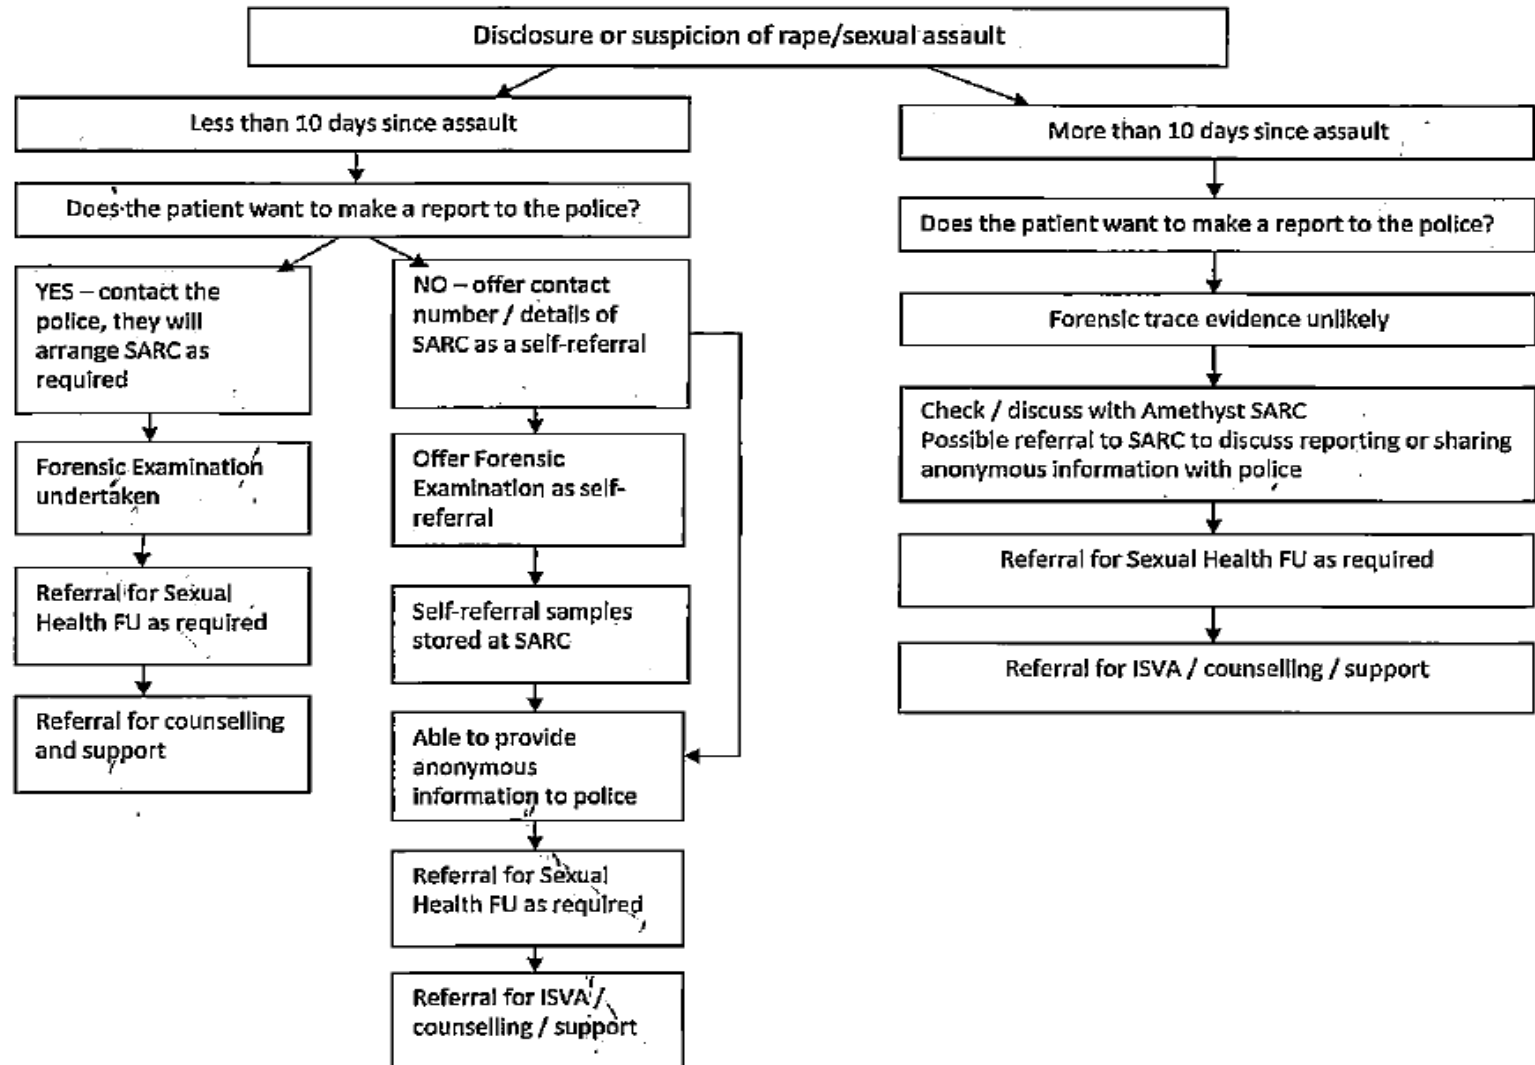 Disclosure or suspicion of rape/sexual assault
Less than 10 days since assault
Does the patient want to make a report to the police?
YES – contact the
police, they will
arrange SARC as
required
Forensic Examination
undertaken
Referral for Sexual
Health FU as required
Referral for counselling
and support
NO – offer contact
number / details of
SARC as a self-referral
Offer Forensic
Examination as self-
referral
Self-referral samples
stored at SARC
Able to provide
anonymous
information to police
Referral for Sexual
Health FU as required
Referral for ISVA /
counselling / support
More than 10 days since assault
Does the patient want to make a report to the police?
Forensic trace evidence unlikely
Check / discuss with Amethyst SARC
Possible referral to SARC to discuss reporting or sharing
anonymous information with police
Referral for Sexual Health FU as required
Referral for ISVA / counselling / support